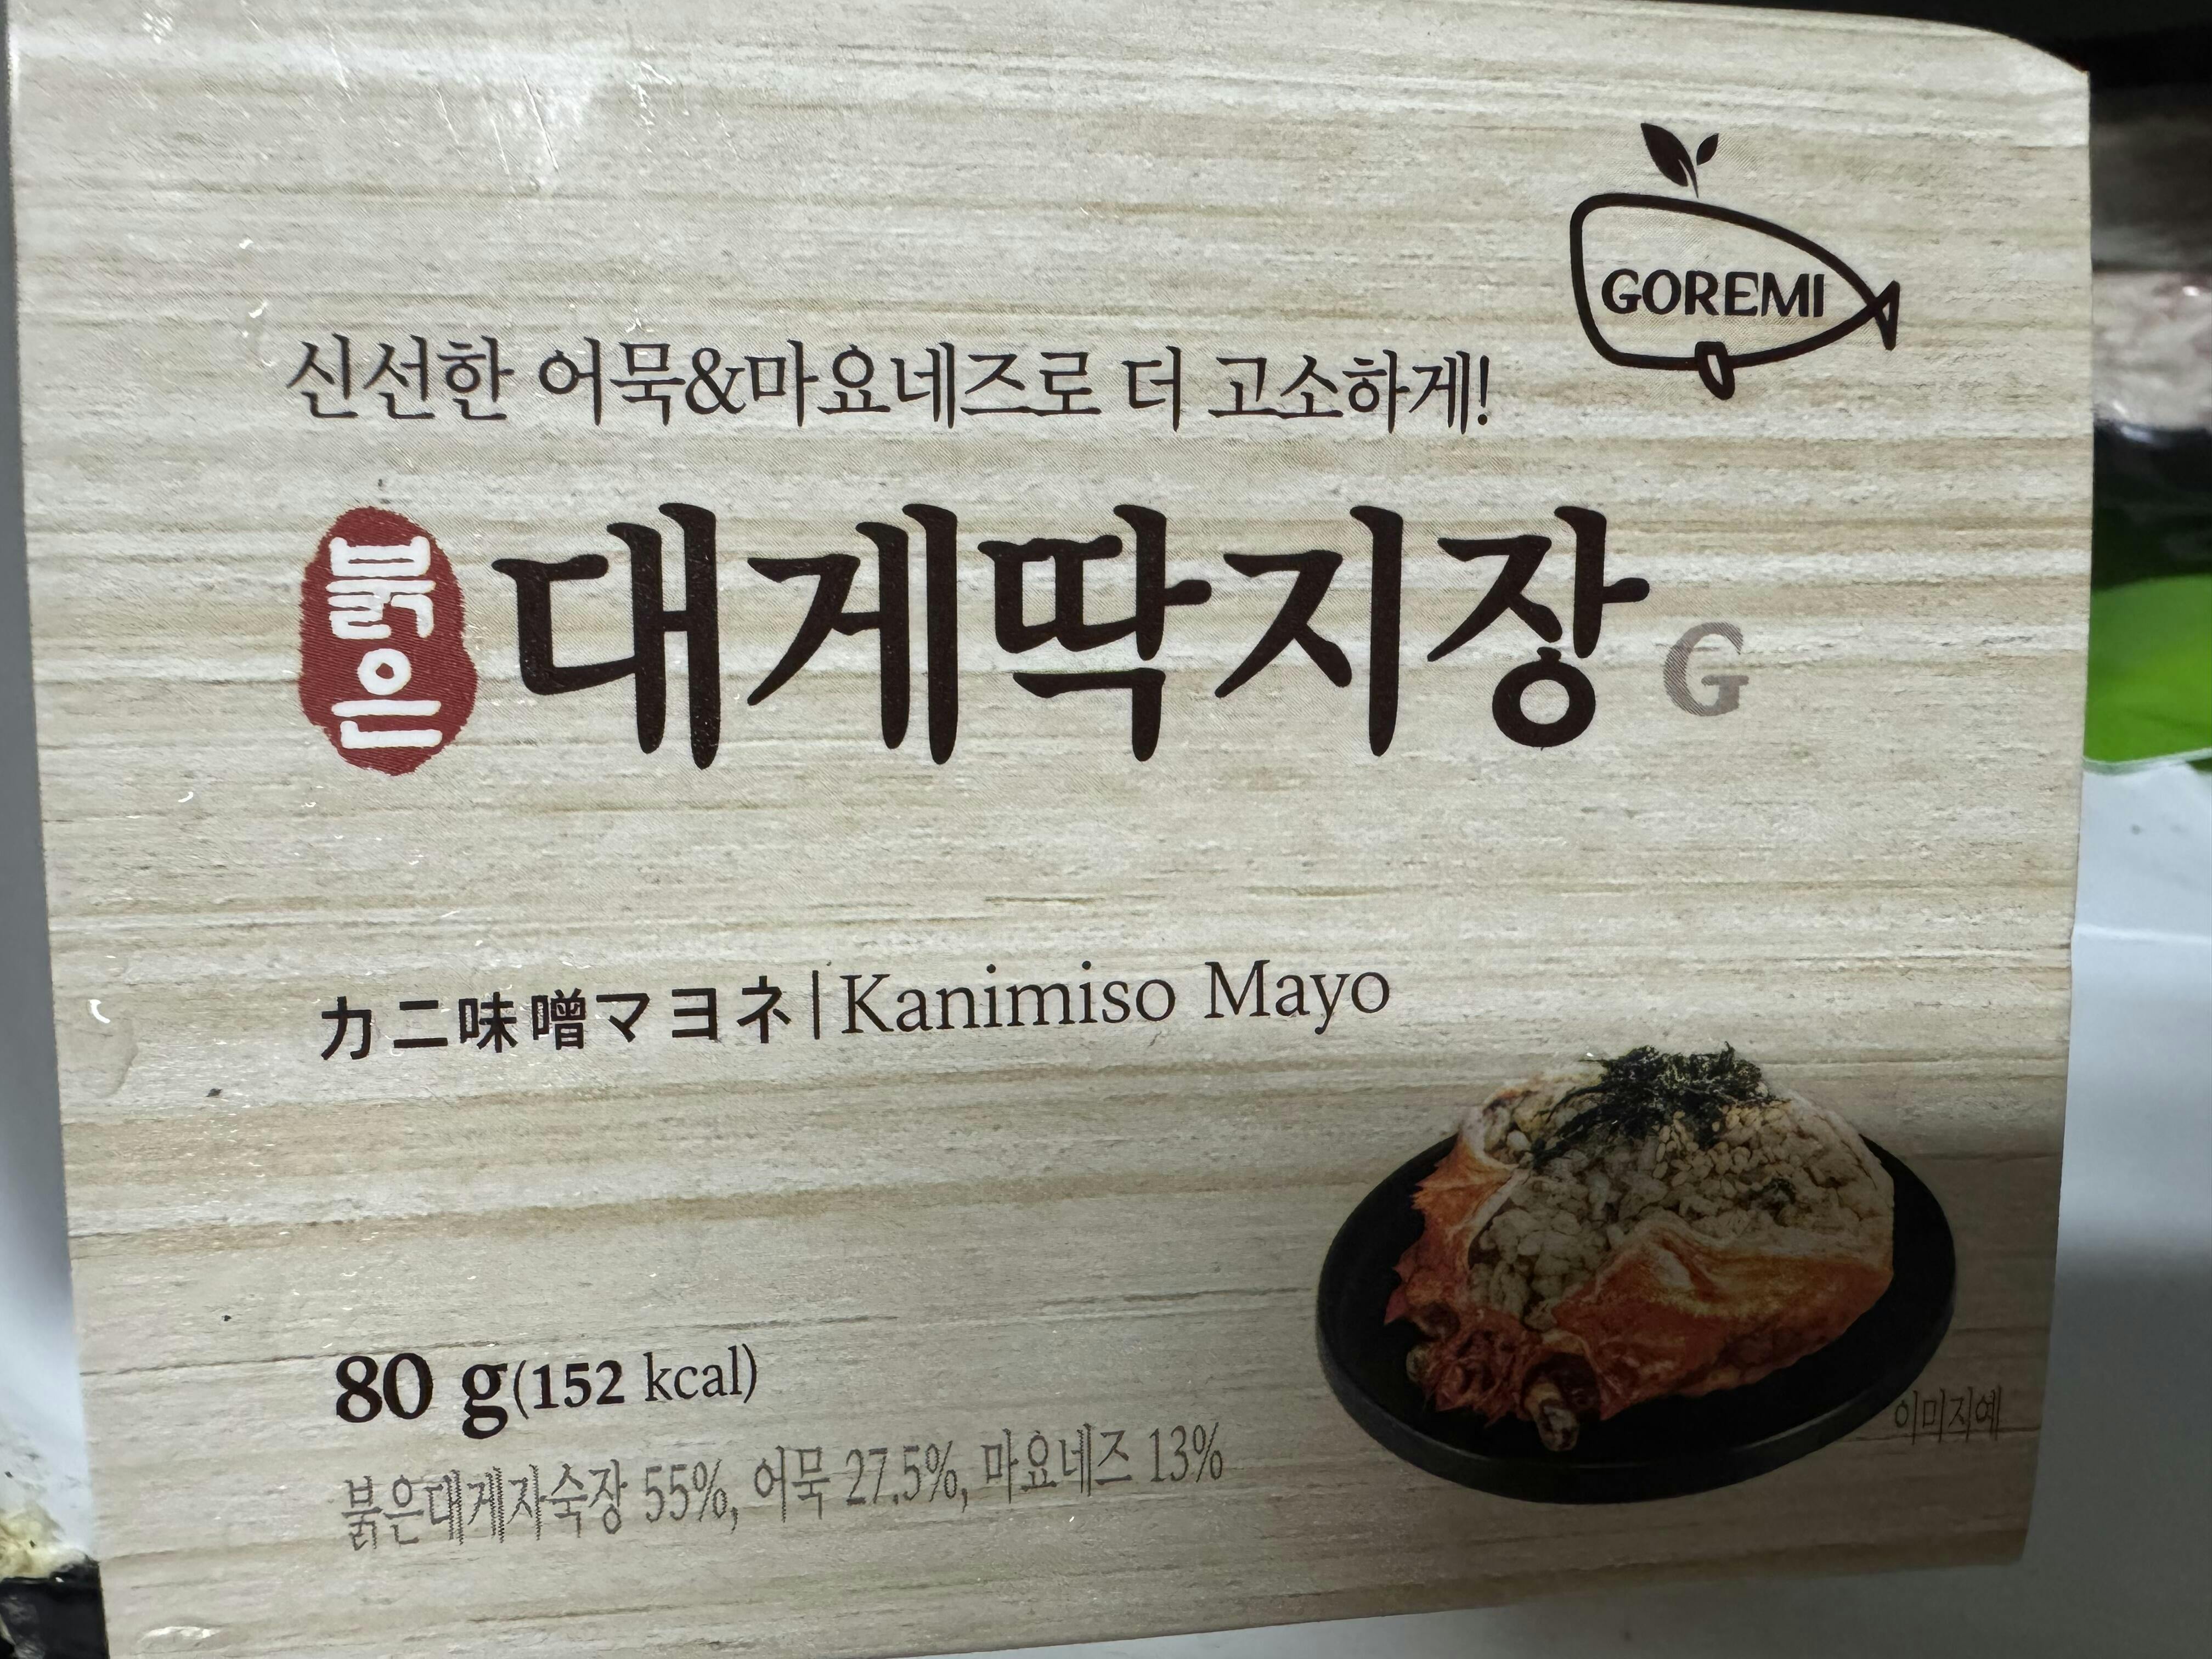 GOREMI
신선한 어묵&마요네즈로 더 고소하게!
붉은 대게딱지장 G
カニ味噌マヨネ|Kanimiso Mayo
80 g(152 kcal)
붉은대게자숙장 55%, 어묵 27.5%, 마요네즈 13%
이미지예